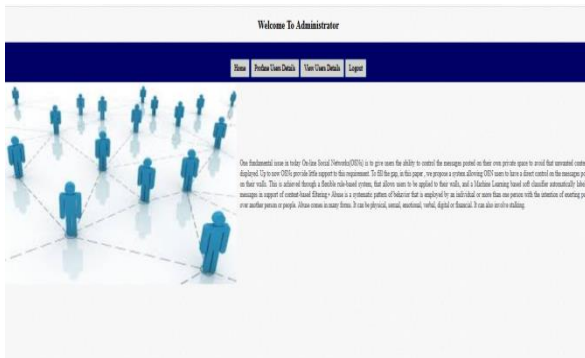 Welcome To Administrator
Home Profane Users Details View Users Details Logout
One fundamental issue in today On-line Social Networks(OSNs) is to give users the ability to control the messages posted on their own private space to avoid that unwanted content
displayed. Up to now OSNs provide little support to this requirement. To fill the gap, in this paper , we propose a system allowing OSN users to have a direct control on the messages
on their walls. This is achieved through a flexible rule-based system, that allows users to be applied to their walls, and a Machine Learning based soft classifier automatically
messages in support of content-based filtering.- Abuse is a systematic pattern of behavior that is employed by an individual or more than one person with the intention of exerting
over another person or people. Abuse comes in many forms. It can be physical, sexual, emotional, verbal, digital or financial. It can also involve stalking.